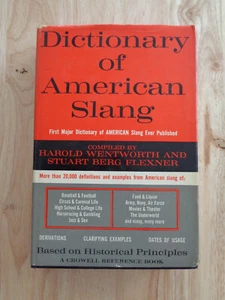 Dictionary
of
American
Slang
First Major Dictionary of AMERICAN Slang Ever Published
COMPILED BY
HAROLD WENTWORTH AND
STUART BERG FLEXNER
More than 20,000 definitions and examples from American slang of:
Baseball & Football
Circus & Carnival Life
High School & College Life
Horseracing & Gambling
Jazz & Sex
Food & Liquor
Army, Navy, Air Force
Movies & Theater
The Underworld
and many, many more
DERIVATIONS CLARIFYING EXAMPLES DATES OF USAGE
Based on Historical Principles
A CROWELL REFERENCE BOOK